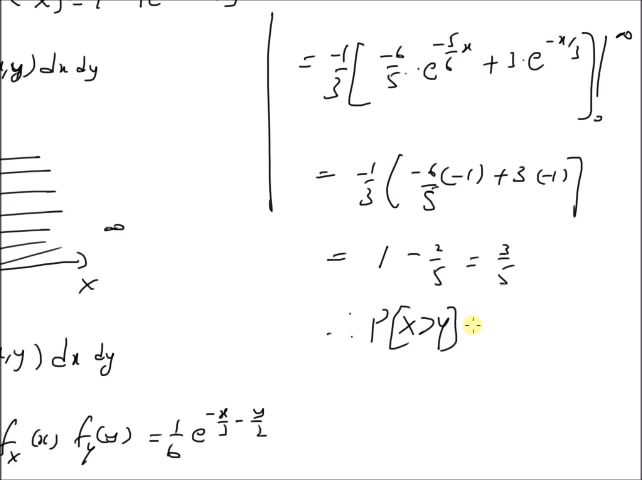 ,y) dx dy
∞
x
,y) dx dy
f_x (x) f_y (y) = 1/6 e^{-x/3 - y/2}
= -1/3 [ -6/5 · e^{-5/6 x} + 3 · e^{-x/3} ] |_0^∞
= -1/3 ( -6/5 (-1) + 3 (-1) ]
= 1 - 2/5 = 3/5
∴ P[X>Y]